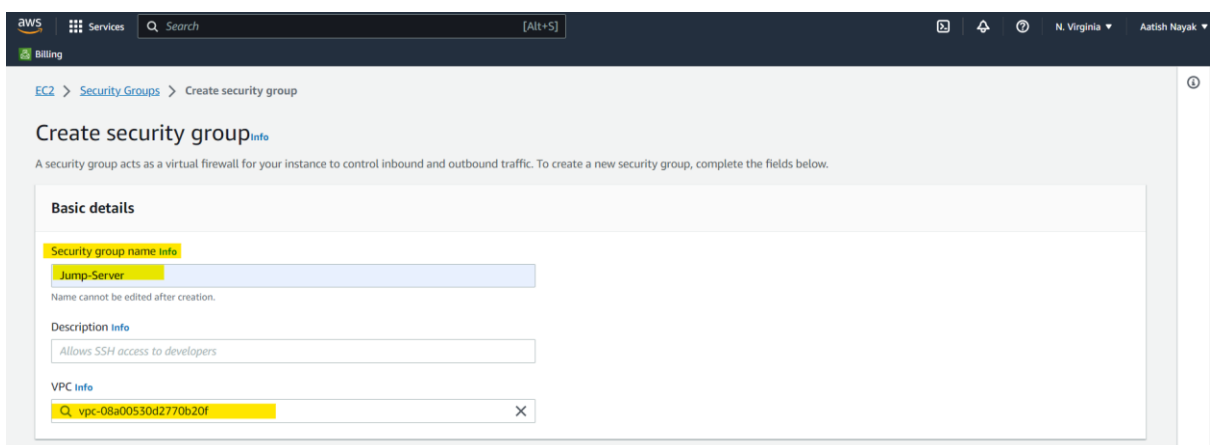 aws Services Search [Alt+S] N. Virginia Aatish Nayak
Billing
EC2 > Security Groups > Create security group
Create security group Info
A security group acts as a virtual firewall for your instance to control inbound and outbound traffic. To create a new security group, complete the fields below.
Basic details
Security group name Info
Jump-Server
Name cannot be edited after creation.
Description Info
Allows SSH access to developers
VPC Info
vpc-08a00530d2770b20f